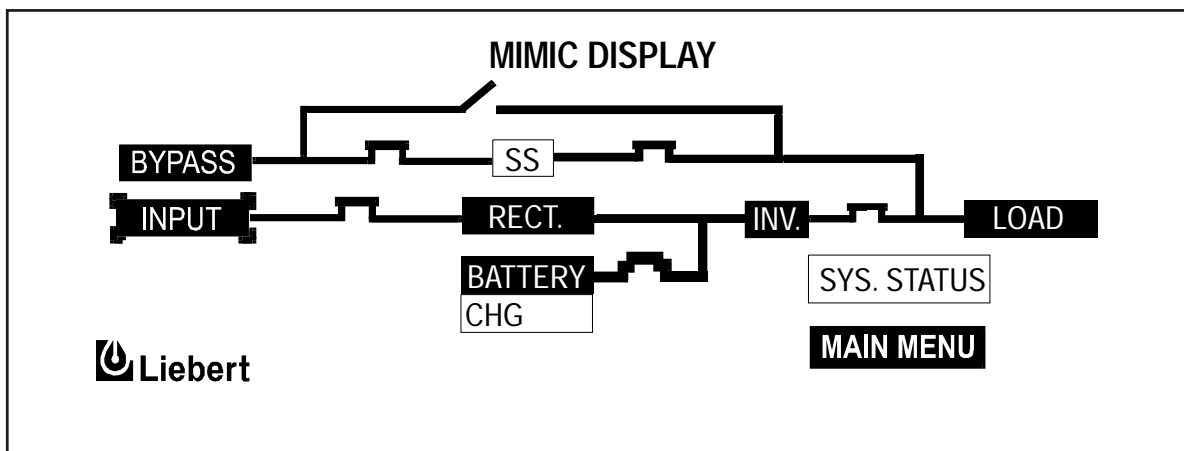 MIMIC DISPLAY
BYPASS
SS
INPUT
RECT.
INV.
LOAD
BATTERY
CHG
SYS. STATUS
MAIN MENU
Liebert